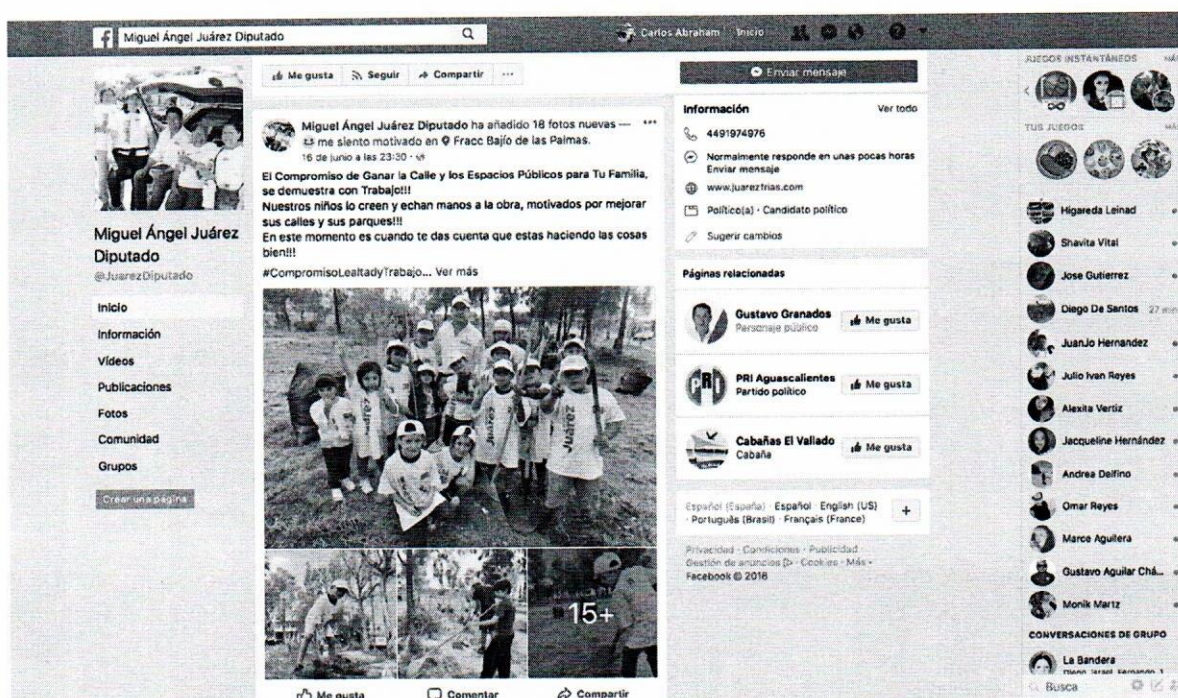 Miguel Ángel Juárez Diputado
Carlos Abraham Inicio
Me gusta Seguir Compartir ...
Enviar mensaje
Miguel Ángel Juárez Diputado
@JuarezDiputado
Inicio
Información
Vídeos
Publicaciones
Fotos
Comunidad
Grupos
Crear una página
Miguel Ángel Juárez Diputado ha añadido 18 fotos nuevas —
me siento motivado en Fracc Bajío de las Palmas.
16 de junio a las 23:30 ·
El Compromiso de Ganar la Calle y los Espacios Públicos para Tu Familia,
se demuestra con Trabajo!!!
Nuestros niños lo creen y echan manos a la obra, motivados por mejorar
sus calles y sus parques!!!
En este momento es cuando te das cuenta que estas haciendo las cosas
bien!!!
#CompromisoLealtadyTrabajo... Ver más
Juárez
Juárez
15+
Me gusta Comentar Compartir
Información Ver todo
4491974976
Normalmente responde en unas pocas horas
Enviar mensaje
www.juarezfrias.com
Político(a) · Candidato político
Sugerir cambios
Páginas relacionadas
Gustavo Granados
Personaje público
Me gusta
PRI
PRI Aguascalientes
Partido político
Me gusta
Cabañas El Vallado
Cabaña
Me gusta
Español (España) · Español · English (US)
· Português (Brasil) · Français (France)
+
Privacidad · Condiciones · Publicidad
Gestión de anuncios · Cookies · Más
Facebook © 2016
JUEGOS INSTANTÁNEOS MÁS
TUS JUEGOS MÁS
Higareda Leinad
Shavita Vital
Jose Gutierrez
Diego De Santos 27 min
JuanJo Hernandez
Julio Ivan Reyes
Alexita Vertiz
Jacqueline Hernández
Andrea Delfino
Omar Reyes
Marce Aguilera
Gustavo Aguilar Chá...
Monik Martz
CONVERSACIONES DE GRUPO
La Bandera
Diego, Israel, Fernando,
Busca